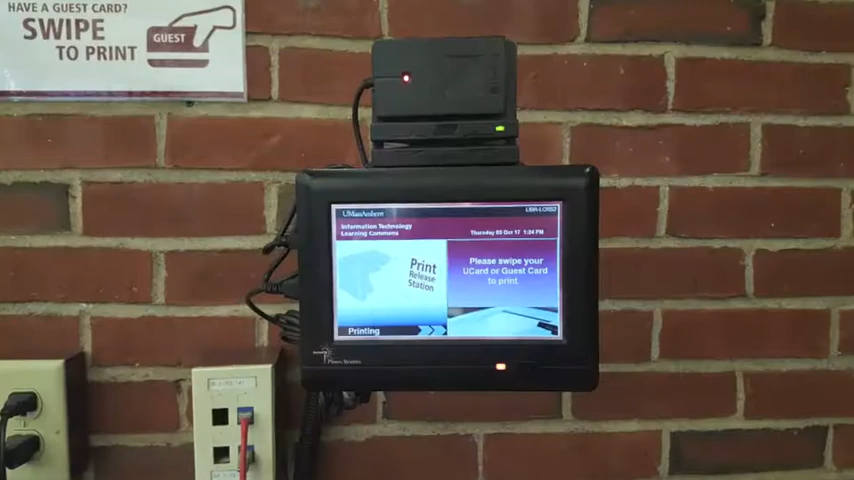 HAVE A GUEST CARD?
SWIPE
TO PRINT
GUEST
UMassAmherst
LIBR-LCRS2
Information Technology
Learning Commons
Thursday 05 Oct 17 1:24 PM
Print
Release
Station
Please swipe your
UCard or Guest Card
to print
Printing